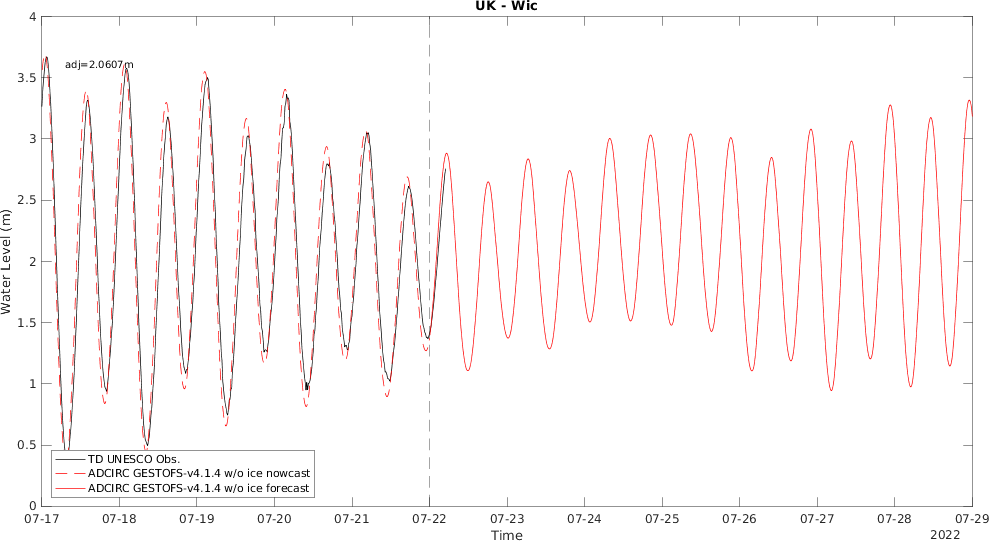 UK - Wic
4
adj=2.0607m
3.5
3
2.5
2
1.5
1
0.5
0
Water Level (m)
TD UNESCO Obs.
ADCIRC GESTOFS-v4.1.4 w/o ice nowcast
ADCIRC GESTOFS-v4.1.4 w/o ice forecast
07-17 07-18 07-19 07-20 07-21 07-22 07-23 07-24 07-25 07-26 07-27 07-28 07-29
Time
2022